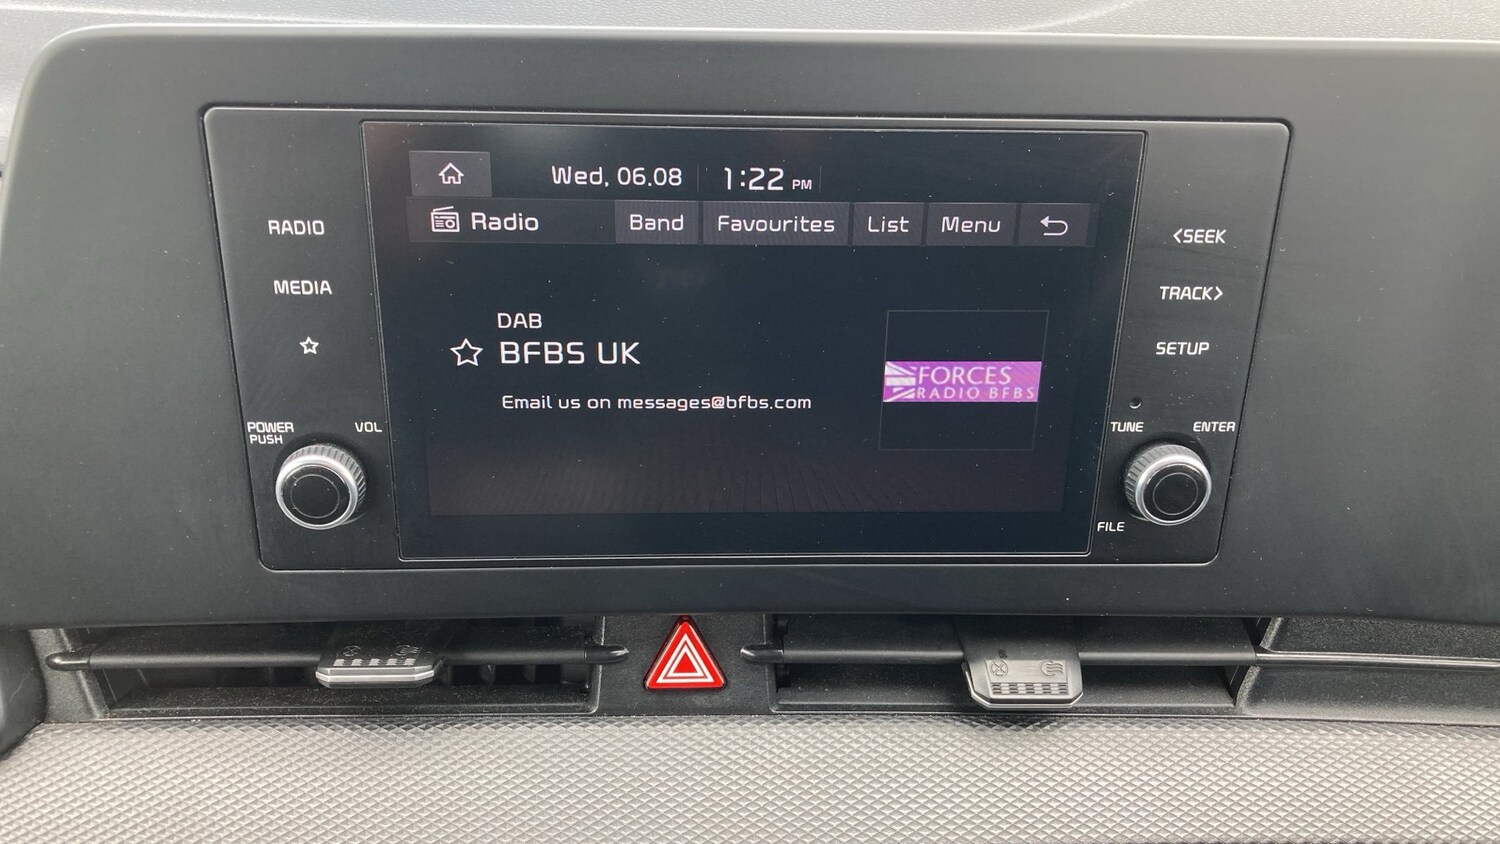 Wed, 06.08 1:22 PM
Radio Band Favourites List Menu
RADIO
MEDIA
POWER
PUSH
VOL
DAB
BFBS UK
Email us on messages@bfbs.com
FORCES
RADIO BFBS
<SEEK
TRACK>
SETUP
TUNE
ENTER
FILE